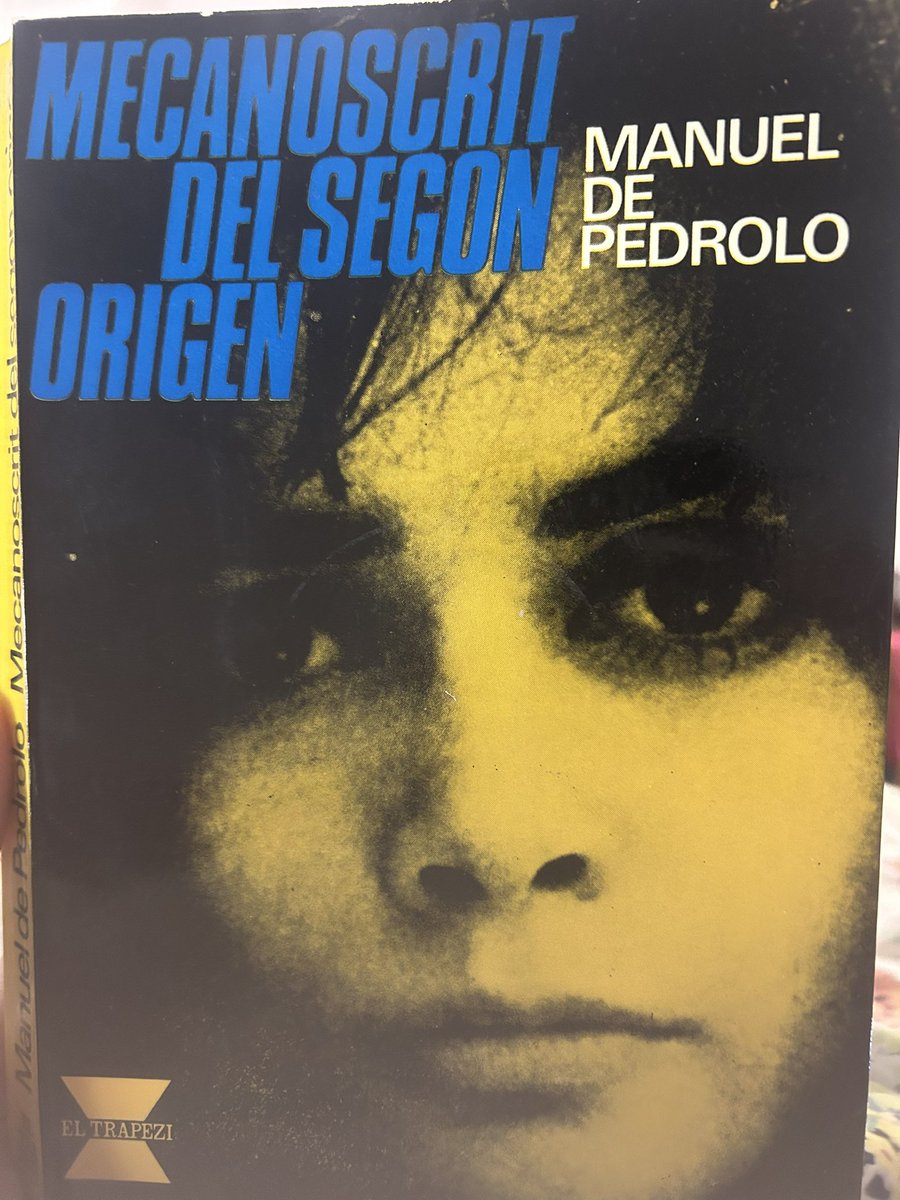 MECANOSCRIT
DEL SEGON
ORIGEN
MANUEL
DE
PEDROLO
Manuel de Pedrolo Mecanoscrit del segon origen
EL TRAPEZI